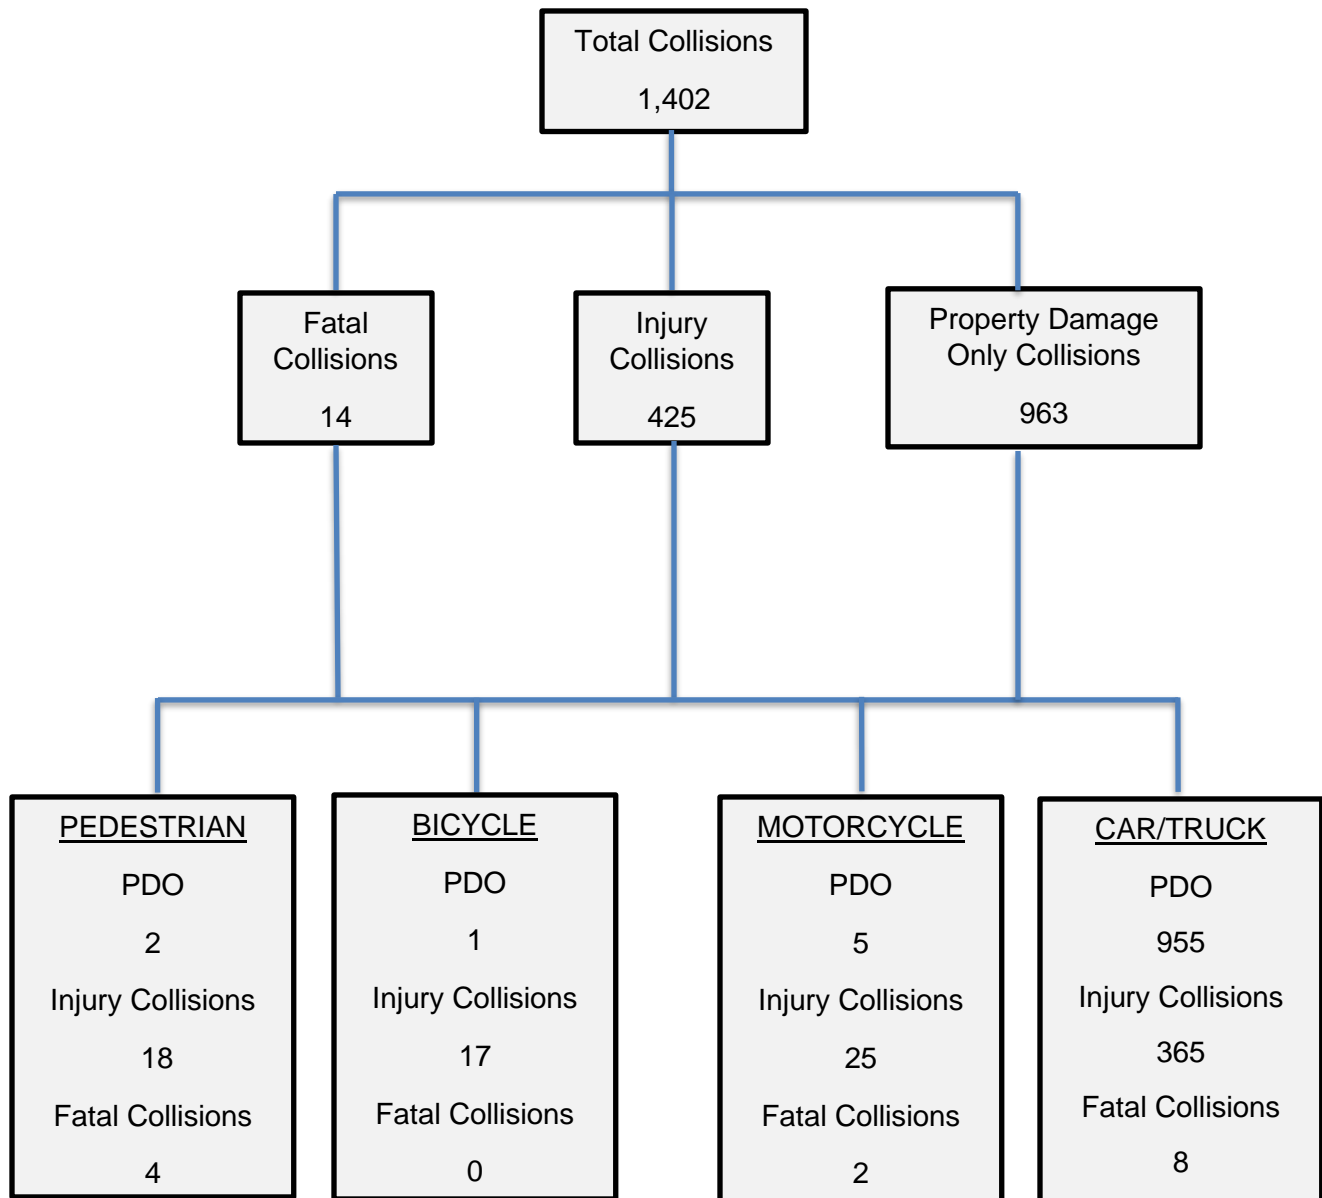 Total Collisions
1,402
Fatal
Collisions
14
Injury
Collisions
425
Property Damage
Only Collisions
963
PEDESTRIAN
PDO
2
Injury Collisions
18
Fatal Collisions
4
BICYCLE
PDO
1
Injury Collisions
17
Fatal Collisions
0
MOTORCYCLE
PDO
5
Injury Collisions
25
Fatal Collisions
2
CAR/TRUCK
PDO
955
Injury Collisions
365
Fatal Collisions
8